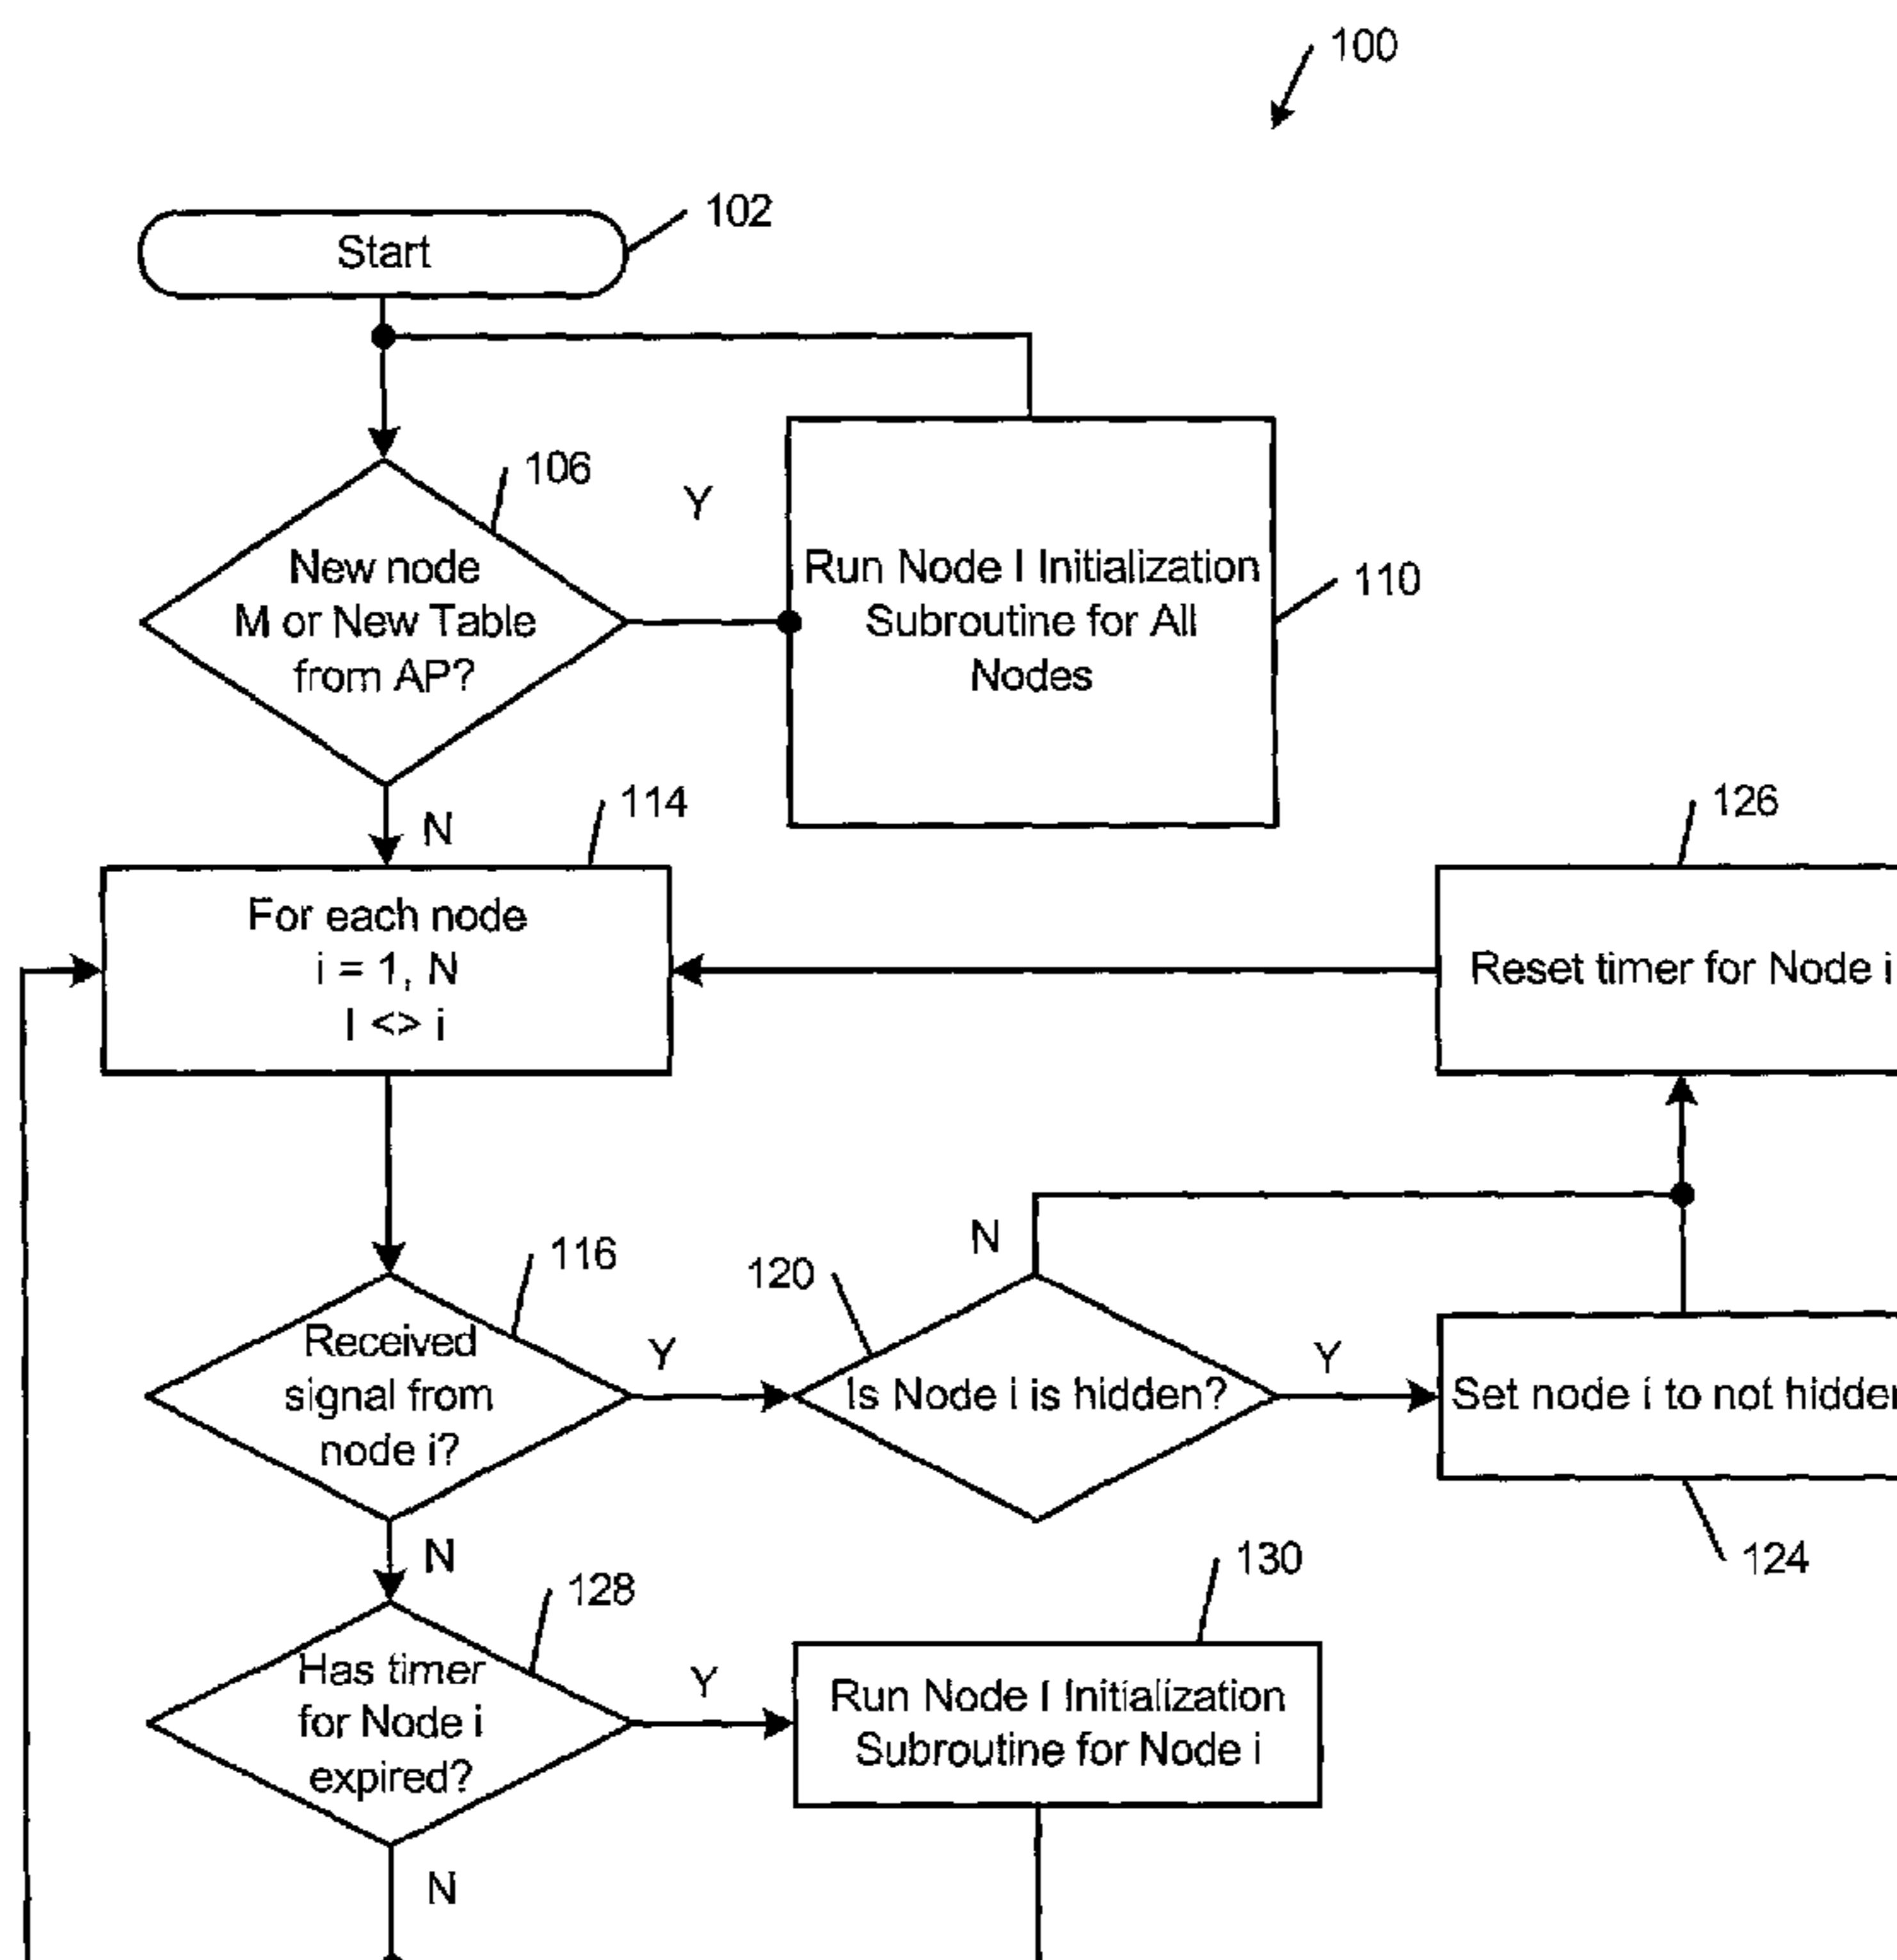 100
102
Start
106
Y
New node
M or New Table
from AP?
Run Node I Initialization
Subroutine for All
Nodes
110
N
114
126
For each node
i = 1, N
I <> i
Reset timer for Node i
N
116
120
Received
signal from
node i?
Y
Is Node i is hidden?
Y
Set node i to not hidden
N
124
128
130
Has timer
for Node i
expired?
Y
Run Node I Initialization
Subroutine for Node i
N